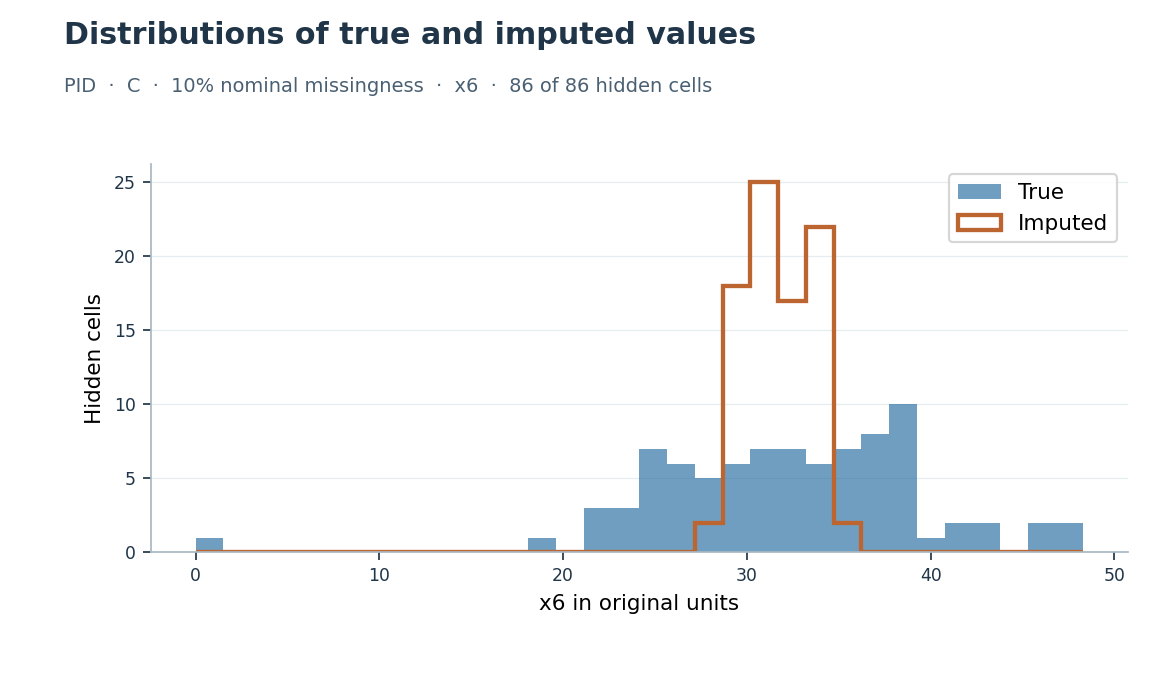 Distributions of true and imputed values
PID · C · 10% nominal missingness · x6 · 86 of 86 hidden cells
True
Imputed
Hidden cells
25
20
15
10
5
0
0 10 20 30 40 50
x6 in original units